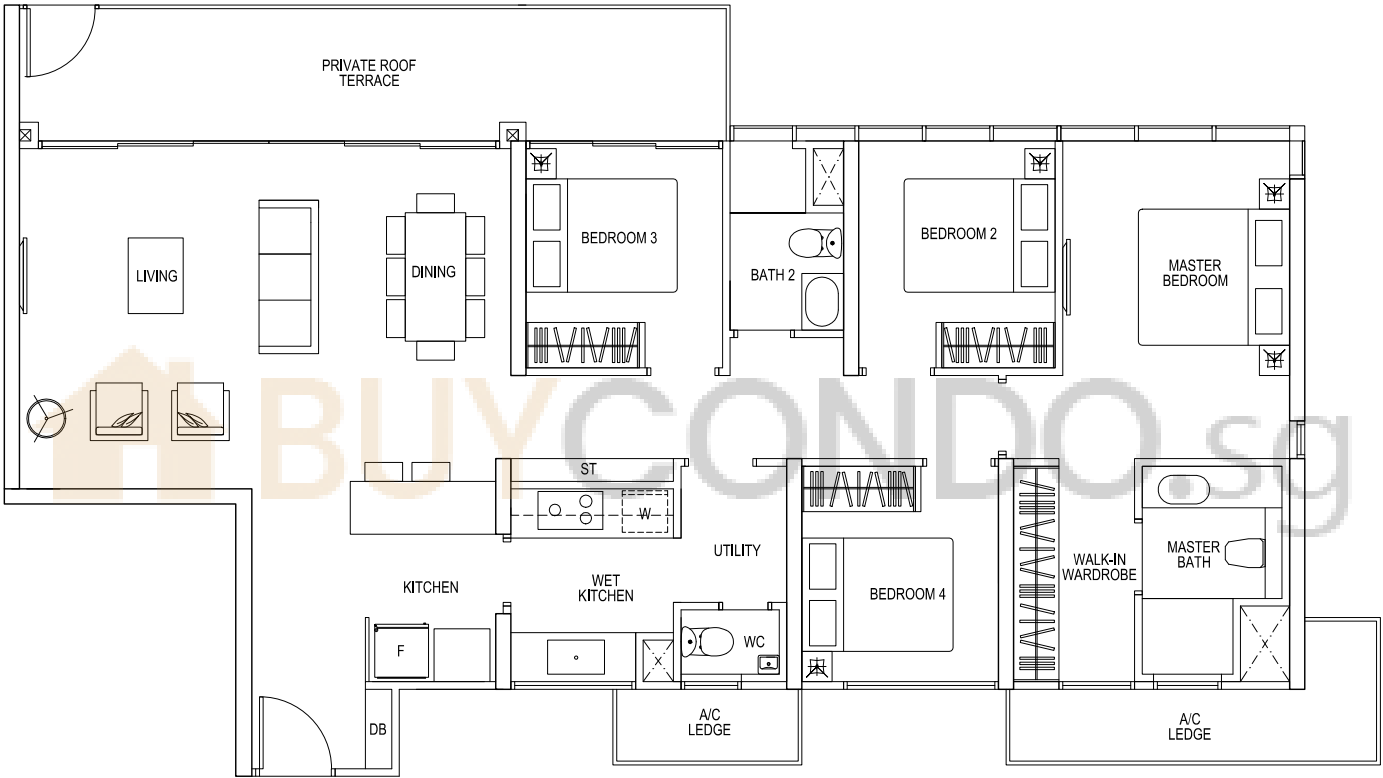 PRIVATE ROOF
TERRACE
BEDROOM 3
BEDROOM 2
BATH 2
MASTER
BEDROOM
LIVING
DINING
BUYCONDO.sg
ST
W
UTILITY
KITCHEN
WET
KITCHEN
BEDROOM 4
WALK-IN
WARDROBE
MASTER
BATH
F
WC
DB
A/C
LEDGE
A/C
LEDGE